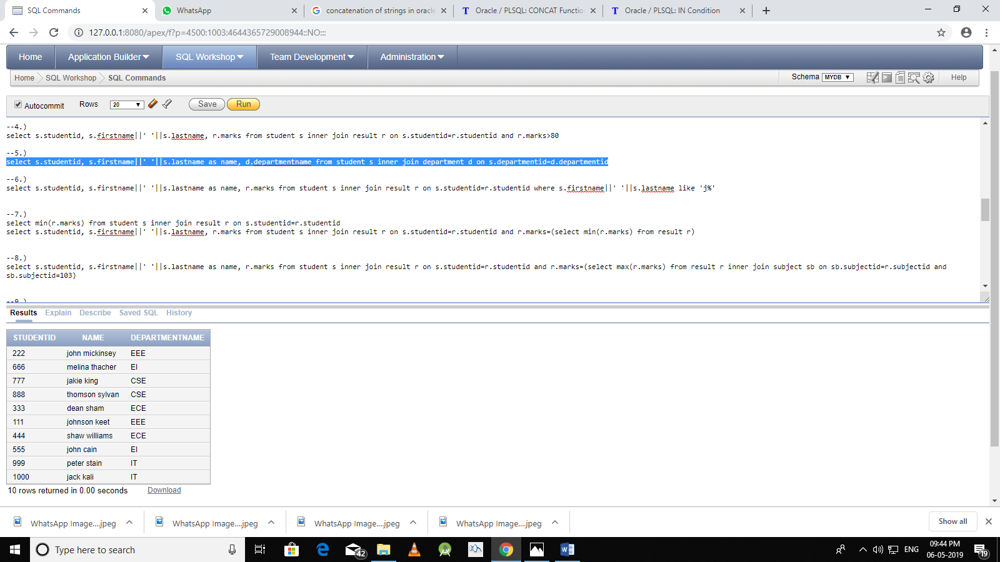 SQL Commands
WhatsApp
concatenation of strings in oracle
Oracle / PLSQL: CONCAT Functio
Oracle / PLSQL: IN Condition
127.0.0.1:8080/apex/f?p=4500:1003:4644365729008944::NO:::
Home Application Builder SQL Workshop Team Development Administration
Home SQL Workshop SQL Commands Schema MYDB Help
Autocommit Rows 20 Save Run
--4.)
select s.studentid, s.firstname||' '||s.lastname, r.marks from student s inner join result r on s.studentid=r.studentid and r.marks>80
--5.)
select s.studentid, s.firstname||' '||s.lastname as name, d.departmentname from student s inner join department d on s.departmentid=d.departmentid
--6.)
select s.studentid, s.firstname||' '||s.lastname as name, r.marks from student s inner join result r on s.studentid=r.studentid where s.firstname||' '||s.lastname like 'j%'
--7.)
select min(r.marks) from student s inner join result r on s.studentid=r.studentid
select s.studentid, s.firstname||' '||s.lastname, r.marks from student s inner join result r on s.studentid=r.studentid and r.marks=(select min(r.marks) from result r)
--8.)
select s.studentid, s.firstname||' '||s.lastname as name, r.marks from student s inner join result r on s.studentid=r.studentid and r.marks=(select max(r.marks) from result r inner join subject sb on sb.subjectid=r.subjectid and
sb.subjectid=103)
--9.)
Results Explain Describe Saved SQL History
STUDENTID NAME DEPARTMENTNAME
222 john mickinsey EEE
666 melina thacher EI
777 jakie king CSE
888 thomson sylvan CSE
333 dean sham ECE
111 johnson keet EEE
444 shaw williams ECE
555 john cain EI
999 peter stain IT
1000 jack kali IT
10 rows returned in 0.00 seconds Download
WhatsApp Image....jpeg WhatsApp Image....jpeg WhatsApp Image....jpeg WhatsApp Image....jpeg Show all
Type here to search 42 ENG 09:44 PM 19
06-05-2019